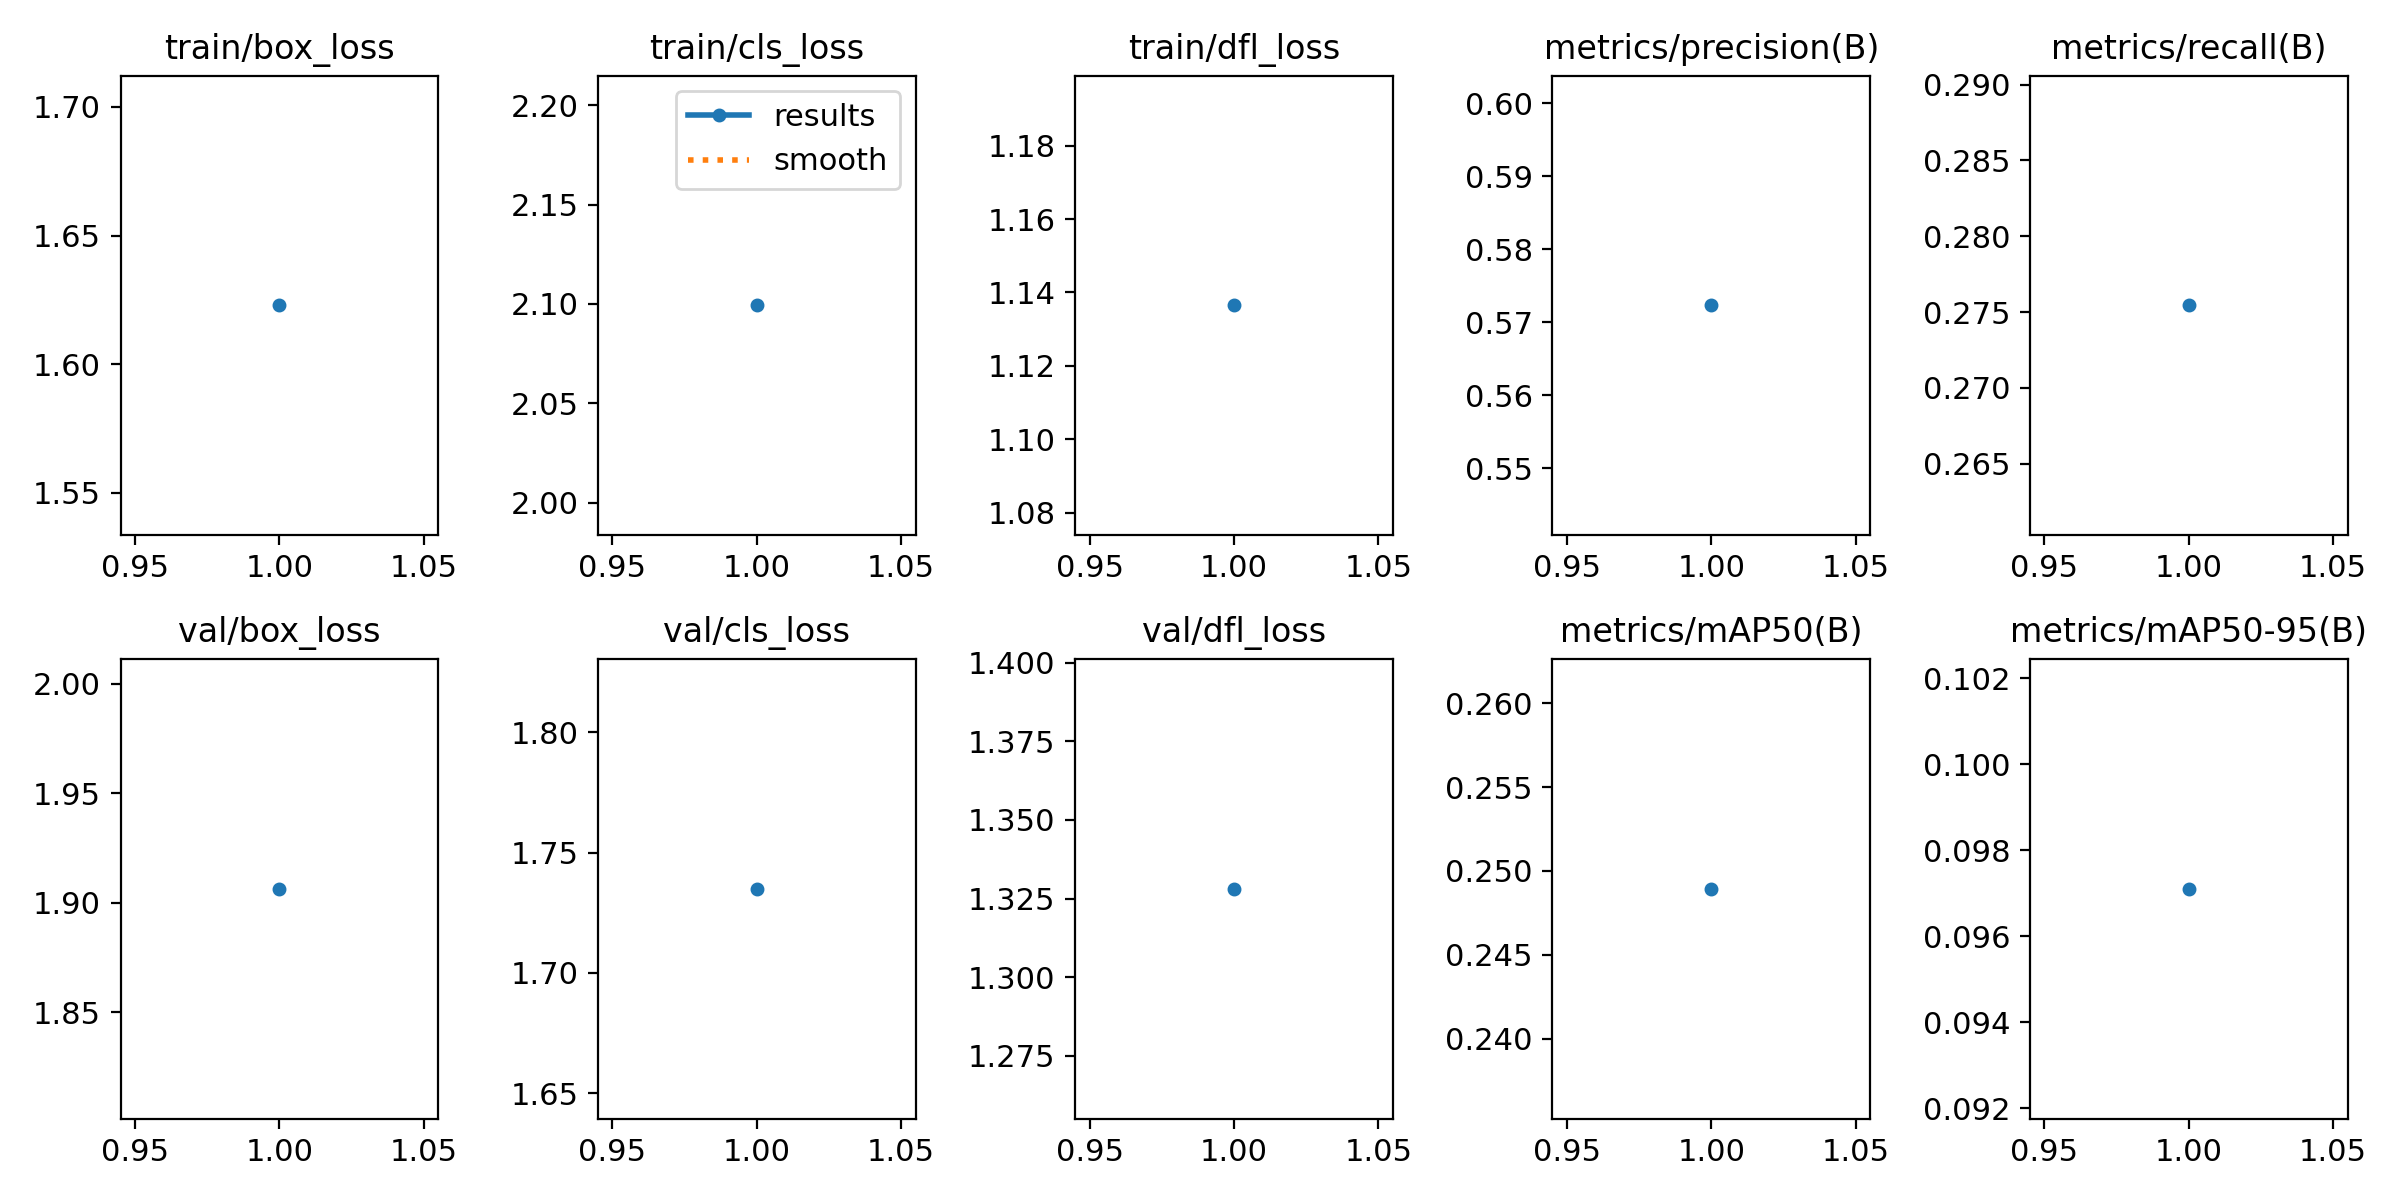 train/box_loss
1.70
1.65
1.60
1.55
0.95 1.00 1.05
train/cls_loss
results
smooth
2.20
2.15
2.10
2.05
2.00
0.95 1.00 1.05
train/dfl_loss
1.18
1.16
1.14
1.12
1.10
1.08
0.95 1.00 1.05
metrics/precision(B)
0.60
0.59
0.58
0.57
0.56
0.55
0.95 1.00 1.05
metrics/recall(B)
0.290
0.285
0.280
0.275
0.270
0.265
0.95 1.00 1.05
val/box_loss
2.00
1.95
1.90
1.85
0.95 1.00 1.05
val/cls_loss
1.80
1.75
1.70
1.65
0.95 1.00 1.05
val/dfl_loss
1.400
1.375
1.350
1.325
1.300
1.275
0.95 1.00 1.05
metrics/mAP50(B)
0.260
0.255
0.250
0.245
0.240
0.95 1.00 1.05
metrics/mAP50-95(B)
0.102
0.100
0.098
0.096
0.094
0.092
0.95 1.00 1.05